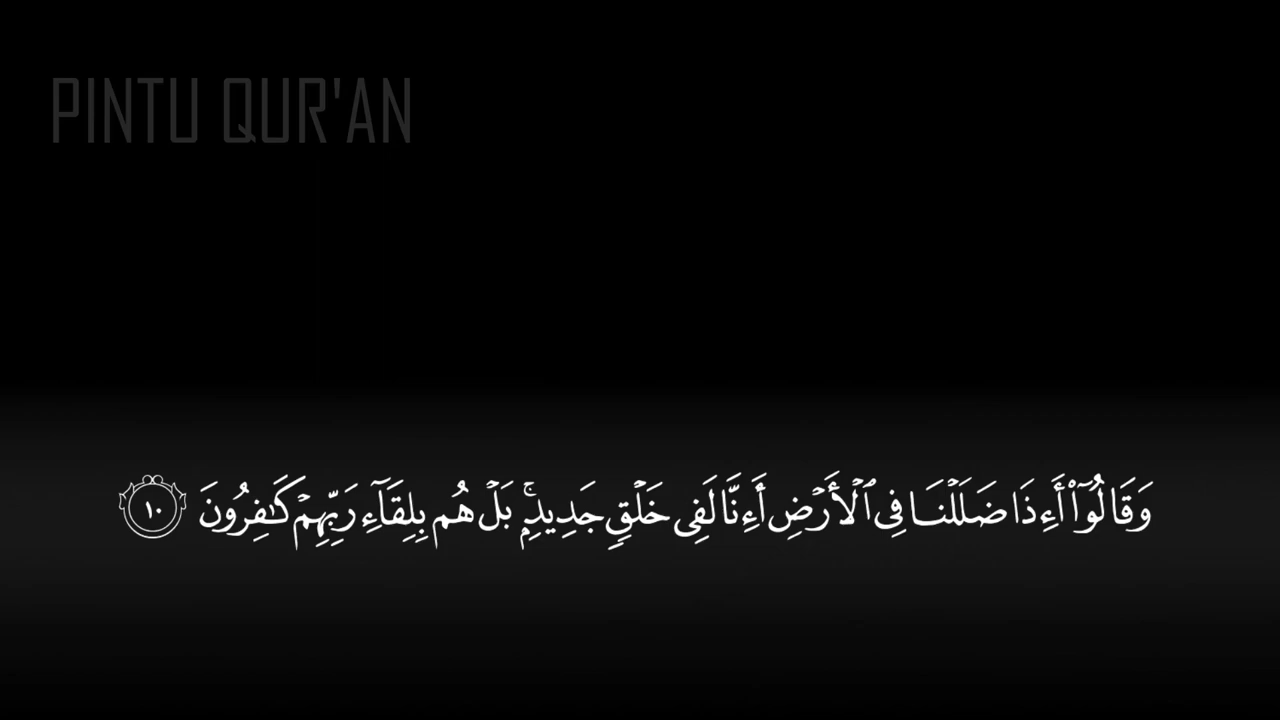 PINTU QUR'AN
وَقَالُوٓا۟ أَءِذَا ضَلَلْنَا فِى ٱلْأَرْضِ أَءِنَّا لَفِى خَلْقٍ جَدِيدٍۭ ۚ بَلْ هُم بِلِقَآءِ رَبِّهِمْ كَـٰفِرُونَ ١٠